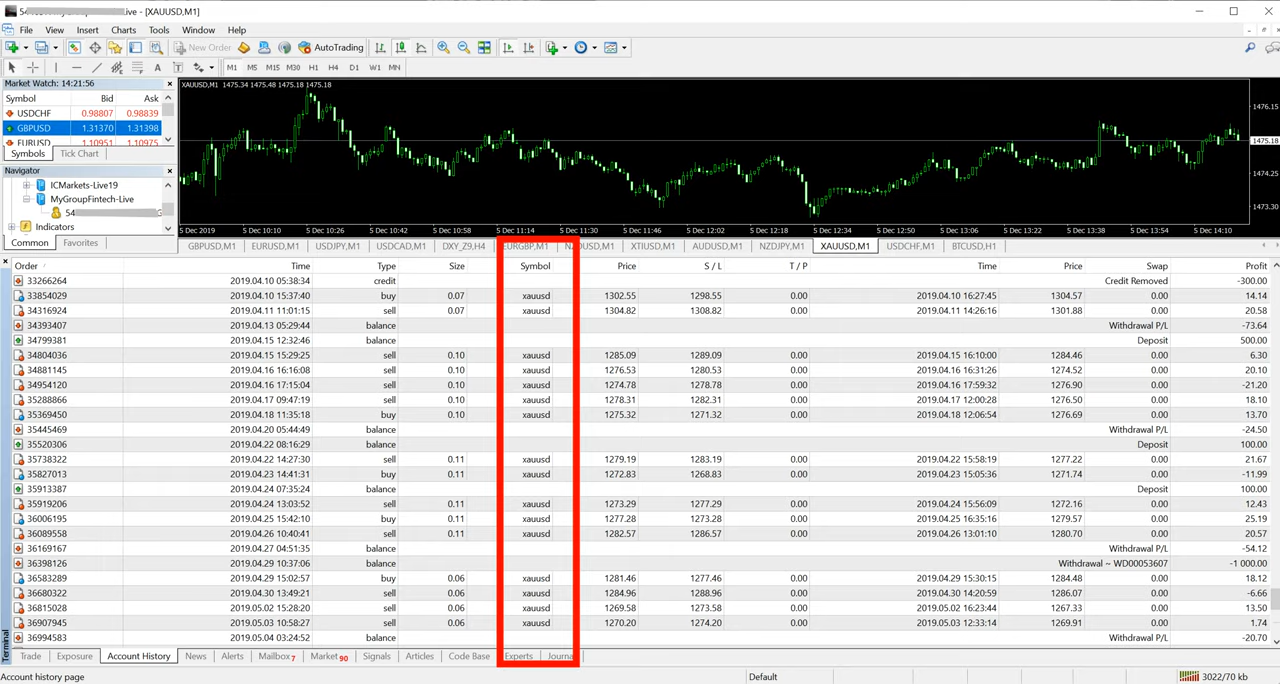 Live - [XAUUSD,M1]
File View Insert Charts Tools Window Help
New Order AutoTrading
A T M1 M5 M15 M30 H1 H4 D1 W1 MN
Market Watch: 14:21:56
Symbol Bid Ask
USDCHF 0.98807 0.98839
GBPUSD 1.31370 1.31398
EURUSD 1.10951 1.10975
Symbols Tick Chart
Navigator
ICMarkets-Live19
MyGroupFintech-Live
54
Indicators
Common Favorites
XAUUSD,M1 1475.34 1475.48 1475.18 1475.18
1476.15
1475.18
1474.25
1473.30
5 Dec 2019 5 Dec 10:10 5 Dec 10:26 5 Dec 10:42 5 Dec 10:58 5 Dec 11:14 5 Dec 11:30 5 Dec 11:46 5 Dec 12:02 5 Dec 12:18 5 Dec 12:34 5 Dec 12:50 5 Dec 13:06 5 Dec 13:22 5 Dec 13:38 5 Dec 13:54 5 Dec 14:10
GBPUSD,M1 EURUSD,M1 USDJPY,M1 USDCAD,M1 DXY_Z9,H4 EURGBP,M1 NZDUSD,M1 XTIUSD,M1 AUDUSD,M1 NZDJPY,M1 XAUUSD,M1 USDCHF,M1 BTCUSD,H1
Order Time Type Size Symbol Price S / L T / P Time Price Swap Profit
33266264 2019.04.10 05:38:34 credit Credit Removed -300.00
33854029 2019.04.10 15:37:40 buy 0.07 xauusd 1302.55 1298.55 0.00 2019.04.10 16:27:45 1304.57 0.00 14.14
34316924 2019.04.11 11:01:15 sell 0.07 xauusd 1304.82 1308.82 0.00 2019.04.11 14:26:16 1301.88 0.00 20.58
34393407 2019.04.13 05:29:44 balance Withdrawal P/L -73.64
34799381 2019.04.15 12:32:46 balance Deposit 500.00
34804036 2019.04.15 15:29:25 sell 0.10 xauusd 1285.09 1289.09 0.00 2019.04.15 16:10:00 1284.46 0.00 6.30
34881145 2019.04.16 16:16:08 sell 0.10 xauusd 1276.53 1280.53 0.00 2019.04.16 16:31:26 1274.52 0.00 20.10
34954120 2019.04.16 17:15:04 sell 0.10 xauusd 1274.78 1278.78 0.00 2019.04.16 17:59:32 1276.90 0.00 -21.20
35288866 2019.04.17 09:47:19 sell 0.10 xauusd 1278.31 1282.31 0.00 2019.04.17 12:00:28 1276.50 0.00 18.10
35369450 2019.04.18 11:35:18 buy 0.10 xauusd 1275.32 1271.32 0.00 2019.04.18 12:06:54 1276.69 0.00 13.70
35445469 2019.04.20 05:44:49 balance Withdrawal P/L -24.50
35520306 2019.04.22 08:16:29 balance Deposit 100.00
35738322 2019.04.22 14:27:30 sell 0.11 xauusd 1279.19 1283.19 0.00 2019.04.22 15:58:19 1277.22 0.00 21.67
35827013 2019.04.23 14:41:31 buy 0.11 xauusd 1272.83 1268.83 0.00 2019.04.23 15:05:36 1271.74 0.00 -11.99
35913387 2019.04.24 07:35:24 balance Deposit 100.00
35919206 2019.04.24 13:03:52 sell 0.11 xauusd 1273.29 1277.29 0.00 2019.04.24 15:56:09 1272.16 0.00 12.43
36006195 2019.04.25 15:42:10 buy 0.11 xauusd 1277.28 1273.28 0.00 2019.04.25 16:35:16 1279.57 0.00 25.19
36089558 2019.04.26 10:40:41 sell 0.11 xauusd 1282.57 1286.57 0.00 2019.04.26 13:01:10 1280.70 0.00 20.57
36169167 2019.04.27 04:51:35 balance Withdrawal P/L -54.12
36398126 2019.04.29 10:37:06 balance Withdrawal ~ WD00053607 -1 000.00
36583289 2019.04.29 15:02:57 buy 0.06 xauusd 1281.46 1277.46 0.00 2019.04.29 15:30:15 1284.48 0.00 18.12
36680322 2019.04.30 13:49:21 sell 0.06 xauusd 1284.96 1288.96 0.00 2019.04.30 14:20:59 1286.07 0.00 -6.66
36815028 2019.05.02 15:28:20 sell 0.06 xauusd 1269.58 1273.58 0.00 2019.05.02 16:23:44 1267.33 0.00 13.50
36907945 2019.05.03 10:58:27 sell 0.06 xauusd 1270.20 1274.20 0.00 2019.05.03 12:33:14 1269.91 0.00 1.74
36994583 2019.05.04 03:24:52 balance Withdrawal P/L -20.70
Terminal
Trade Exposure Account History News Alerts Mailbox 7 Market 90 Signals Articles Code Base Experts Journal
Account history page Default 3022/70 kb